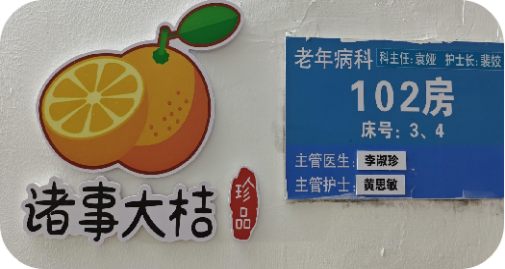 诸事大桔
珍品
老年病科 科主任:袁娅 护士长:裴姣
102房
床号:3、4
主管医生:李淑珍
主管护士:黄思敏